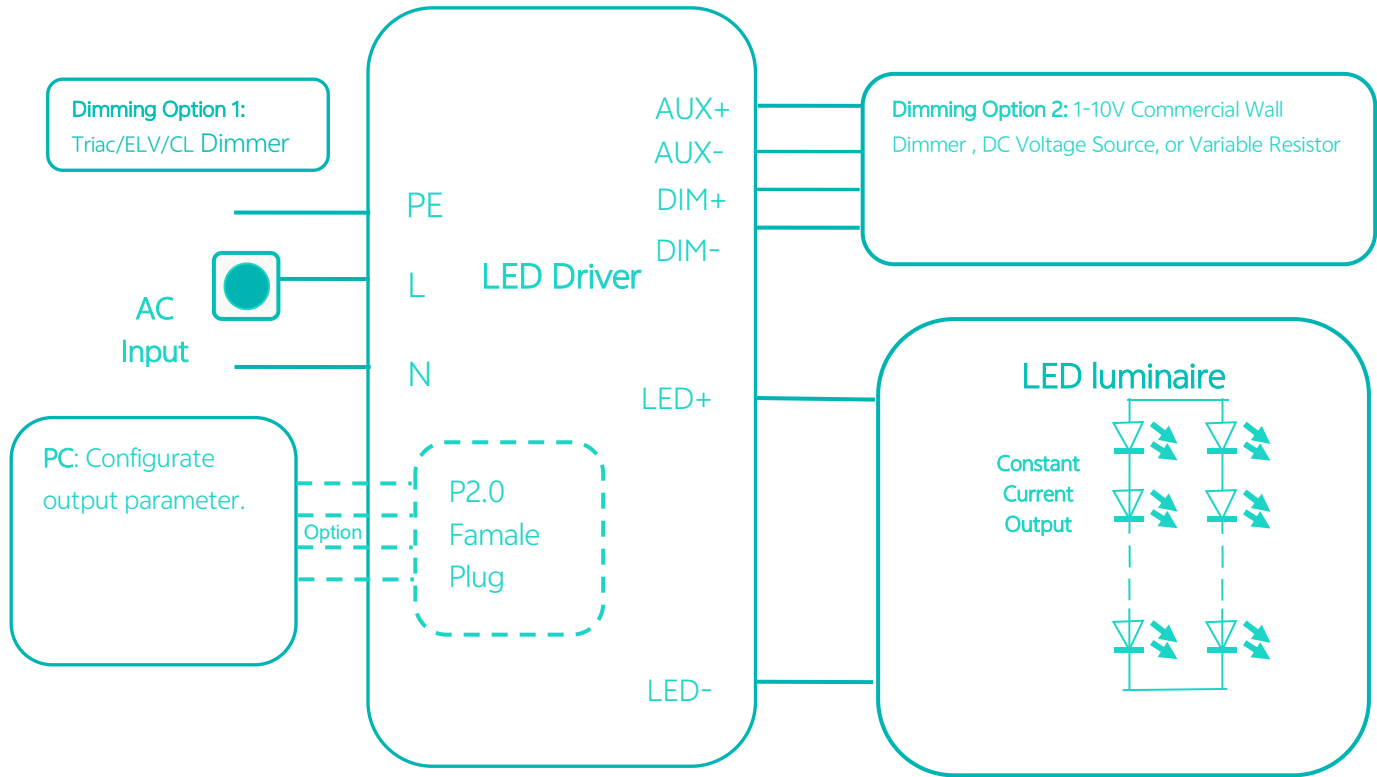 Dimming Option 1:
Triac/ELV/CL Dimmer
PE
L
AC
Input
N
PC: Configurate
output parameter.
Option
P2.0
Famale
Plug
LED Driver
AUX+
AUX-
DIM+
DIM-
LED+
LED-
Dimming Option 2: 1-10V Commercial Wall
Dimmer , DC Voltage Source, or Variable Resistor
LED luminaire
Constant
Current
Output